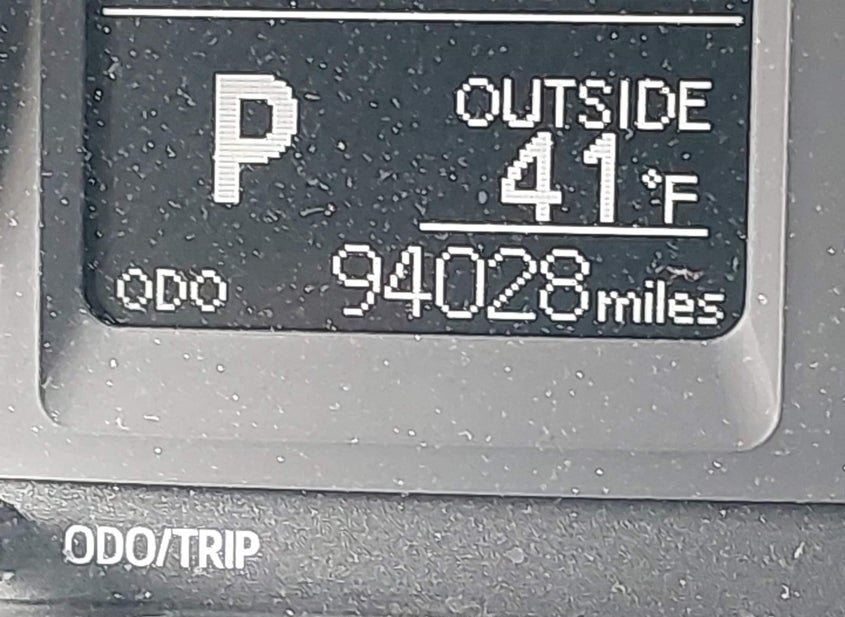 P OUTSIDE
41°F
ODO 94028 miles
ODO/TRIP